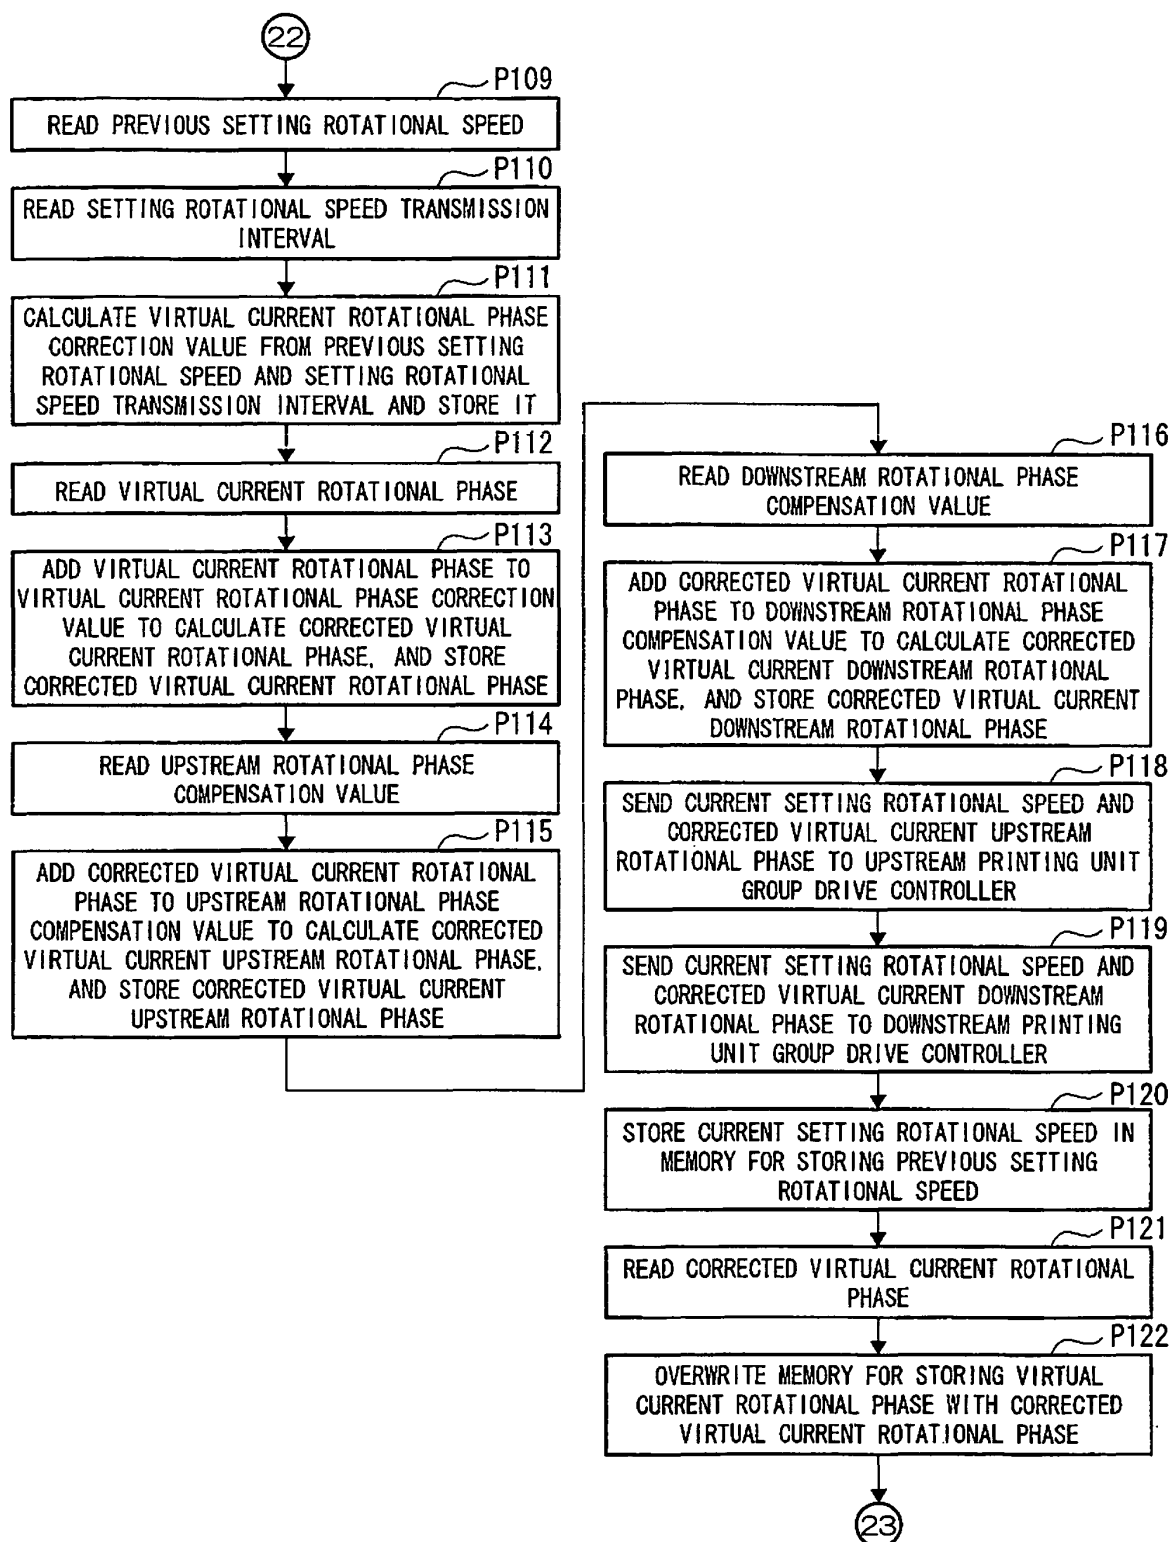 22
P109
READ PREVIOUS SETTING ROTATIONAL SPEED
P110
READ SETTING ROTATIONAL SPEED TRANSMISSION
INTERVAL
P111
CALCULATE VIRTUAL CURRENT ROTATIONAL PHASE
CORRECTION VALUE FROM PREVIOUS SETTING
ROTATIONAL SPEED AND SETTING ROTATIONAL
SPEED TRANSMISSION INTERVAL AND STORE IT
P112
READ VIRTUAL CURRENT ROTATIONAL PHASE
P113
ADD VIRTUAL CURRENT ROTATIONAL PHASE TO
VIRTUAL CURRENT ROTATIONAL PHASE CORRECTION
VALUE TO CALCULATE CORRECTED VIRTUAL
CURRENT ROTATIONAL PHASE, AND STORE
CORRECTED VIRTUAL CURRENT ROTATIONAL PHASE
P114
READ UPSTREAM ROTATIONAL PHASE
COMPENSATION VALUE
P115
ADD CORRECTED VIRTUAL CURRENT ROTATIONAL
PHASE TO UPSTREAM ROTATIONAL PHASE
COMPENSATION VALUE TO CALCULATE CORRECTED
VIRTUAL CURRENT UPSTREAM ROTATIONAL PHASE,
AND STORE CORRECTED VIRTUAL CURRENT
UPSTREAM ROTATIONAL PHASE
P116
READ DOWNSTREAM ROTATIONAL PHASE
COMPENSATION VALUE
P117
ADD CORRECTED VIRTUAL CURRENT ROTATIONAL
PHASE TO DOWNSTREAM ROTATIONAL PHASE
COMPENSATION VALUE TO CALCULATE CORRECTED
VIRTUAL CURRENT DOWNSTREAM ROTATIONAL
PHASE, AND STORE CORRECTED VIRTUAL CURRENT
DOWNSTREAM ROTATIONAL PHASE
P118
SEND CURRENT SETTING ROTATIONAL SPEED AND
CORRECTED VIRTUAL CURRENT UPSTREAM
ROTATIONAL PHASE TO UPSTREAM PRINTING UNIT
GROUP DRIVE CONTROLLER
P119
SEND CURRENT SETTING ROTATIONAL SPEED AND
CORRECTED VIRTUAL CURRENT DOWNSTREAM
ROTATIONAL PHASE TO DOWNSTREAM PRINTING
UNIT GROUP DRIVE CONTROLLER
P120
STORE CURRENT SETTING ROTATIONAL SPEED IN
MEMORY FOR STORING PREVIOUS SETTING
ROTATIONAL SPEED
P121
READ CORRECTED VIRTUAL CURRENT ROTATIONAL
PHASE
P122
OVERWRITE MEMORY FOR STORING VIRTUAL
CURRENT ROTATIONAL PHASE WITH CORRECTED
VIRTUAL CURRENT ROTATIONAL PHASE
23